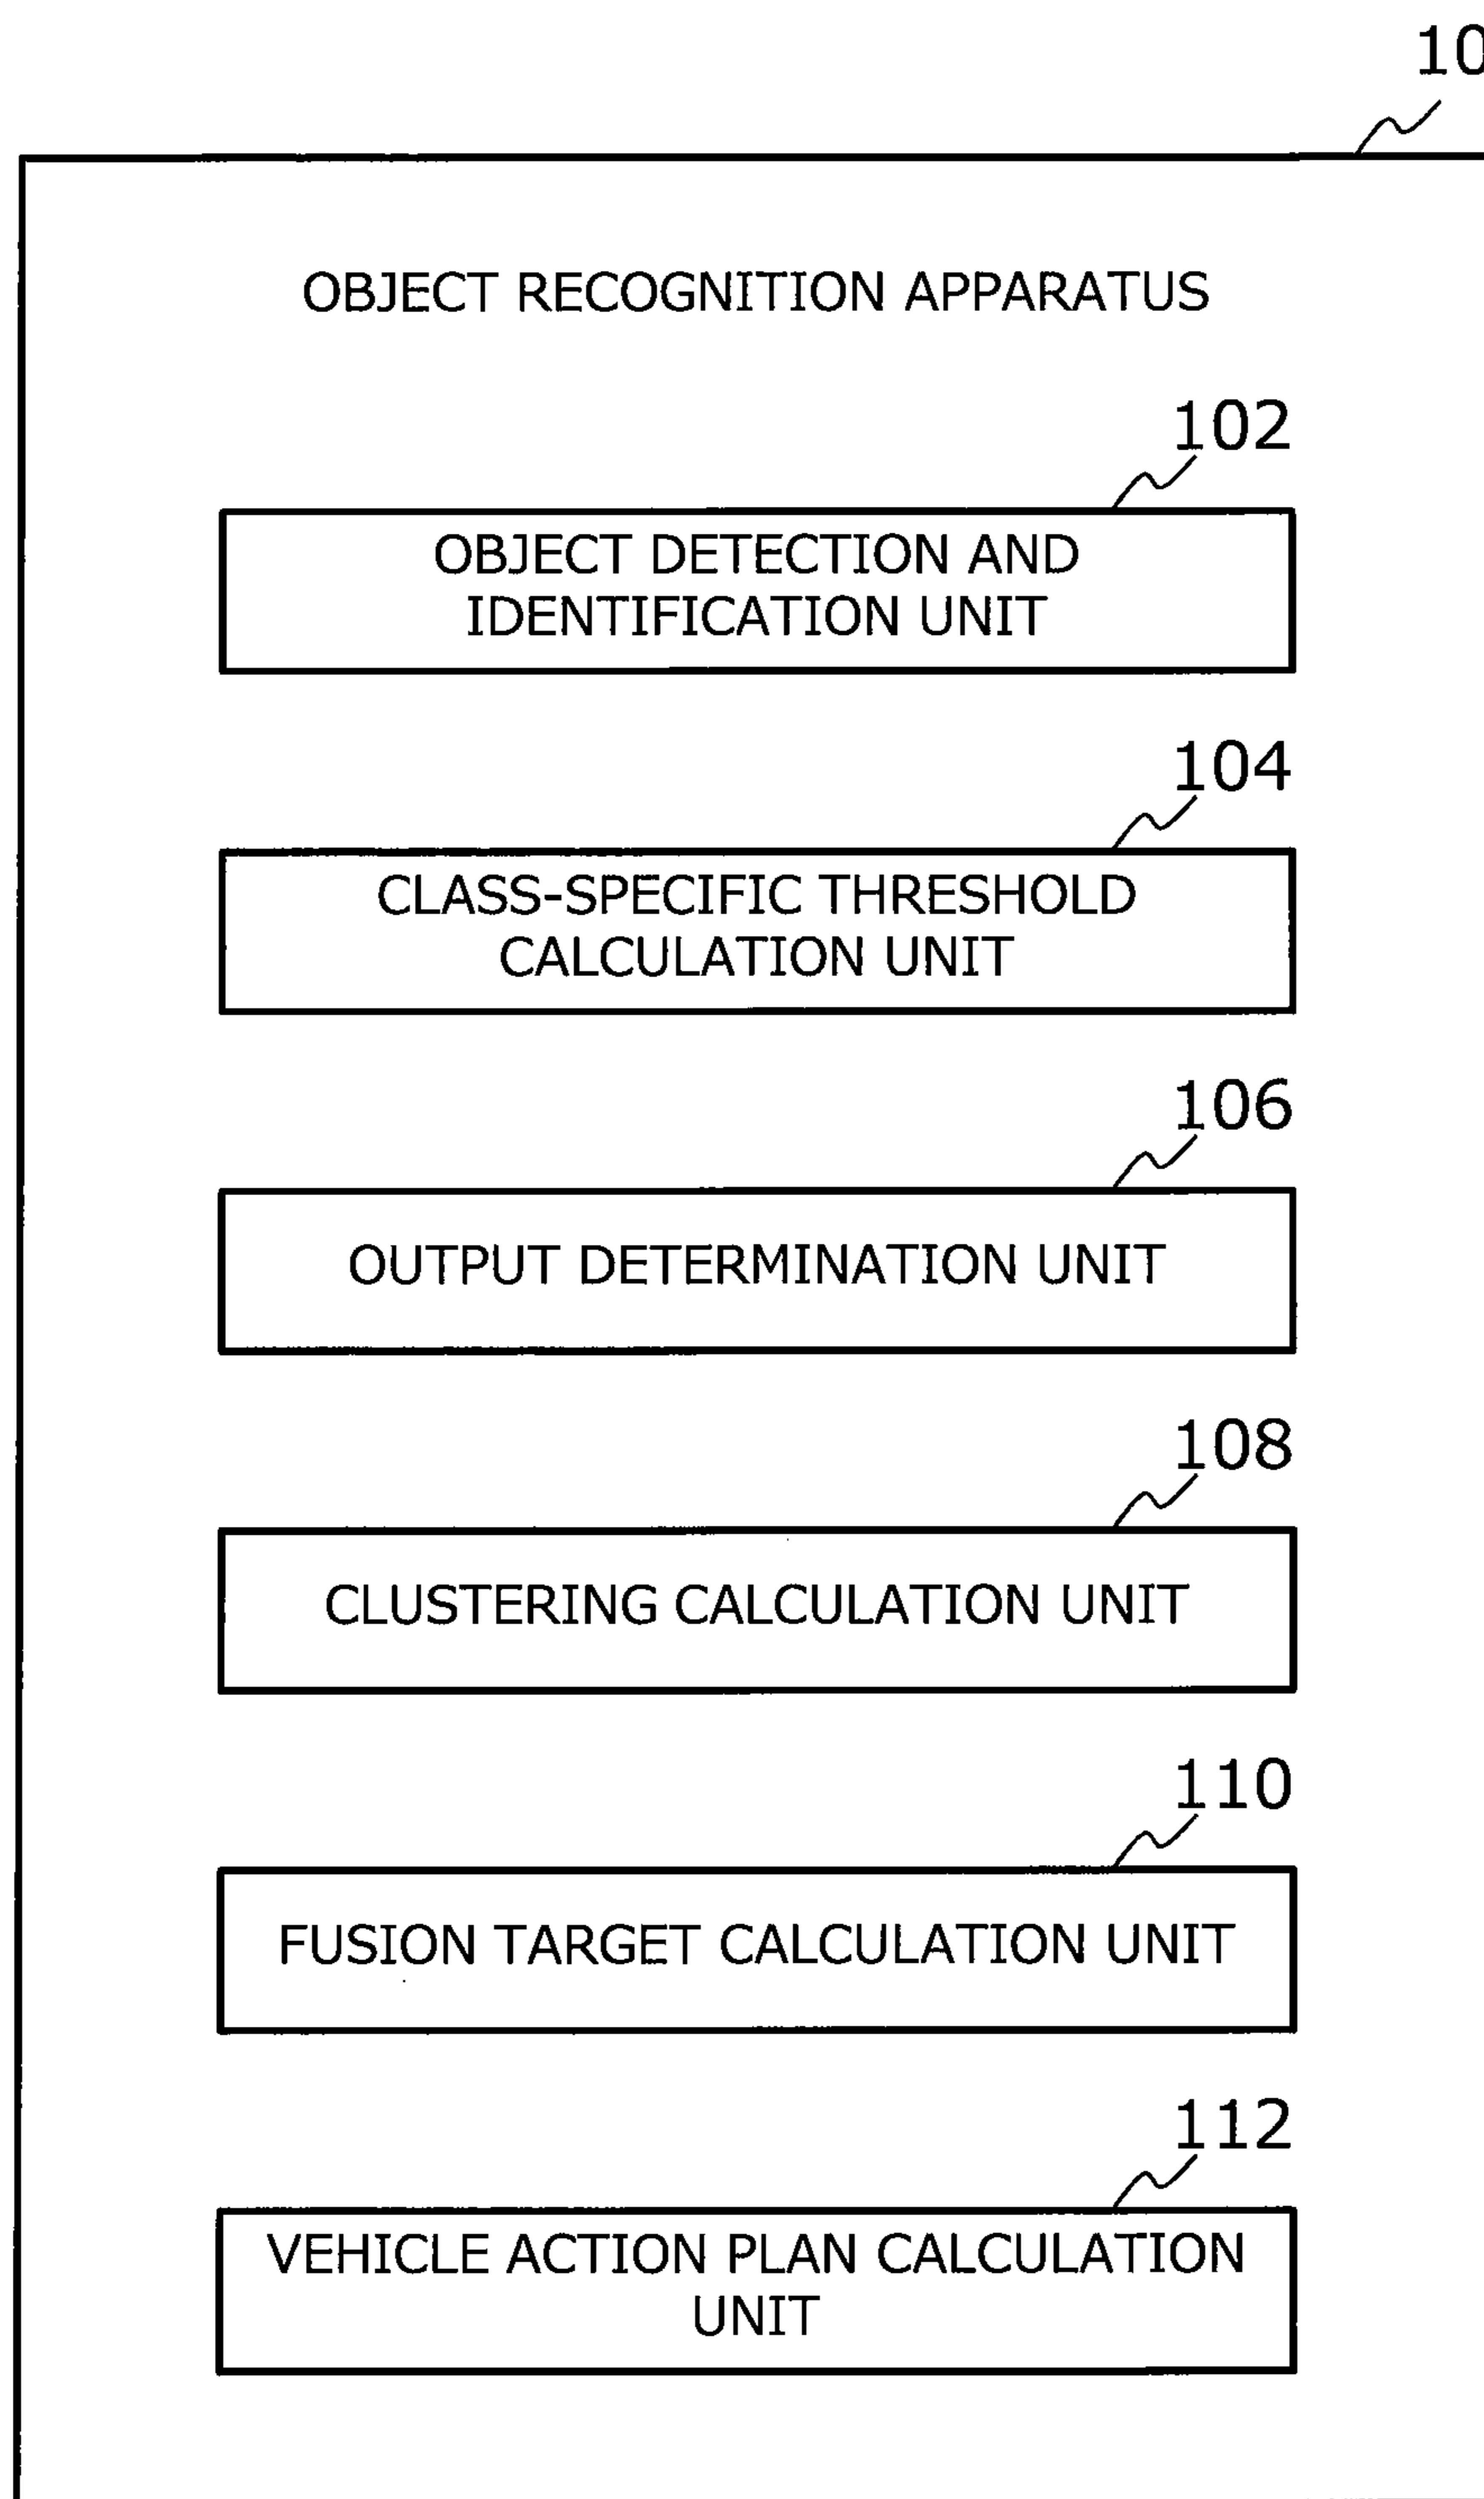 OBJECT RECOGNITION APPARATUS
102
OBJECT DETECTION AND
IDENTIFICATION UNIT
104
CLASS-SPECIFIC THRESHOLD
CALCULATION UNIT
106
OUTPUT DETERMINATION UNIT
108
CLUSTERING CALCULATION UNIT
110
FUSION TARGET CALCULATION UNIT
112
VEHICLE ACTION PLAN CALCULATION
UNIT